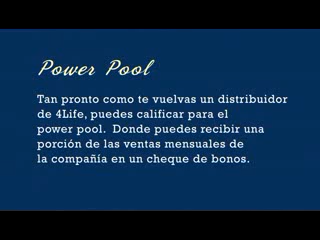 Power Pool
Tan pronto como te vuelvas un distribuidor
de 4Life, puedes calificar para el
power pool.  Donde puedes recibir una
porción de las ventas mensuales de
la compañía en un cheque de bonos.